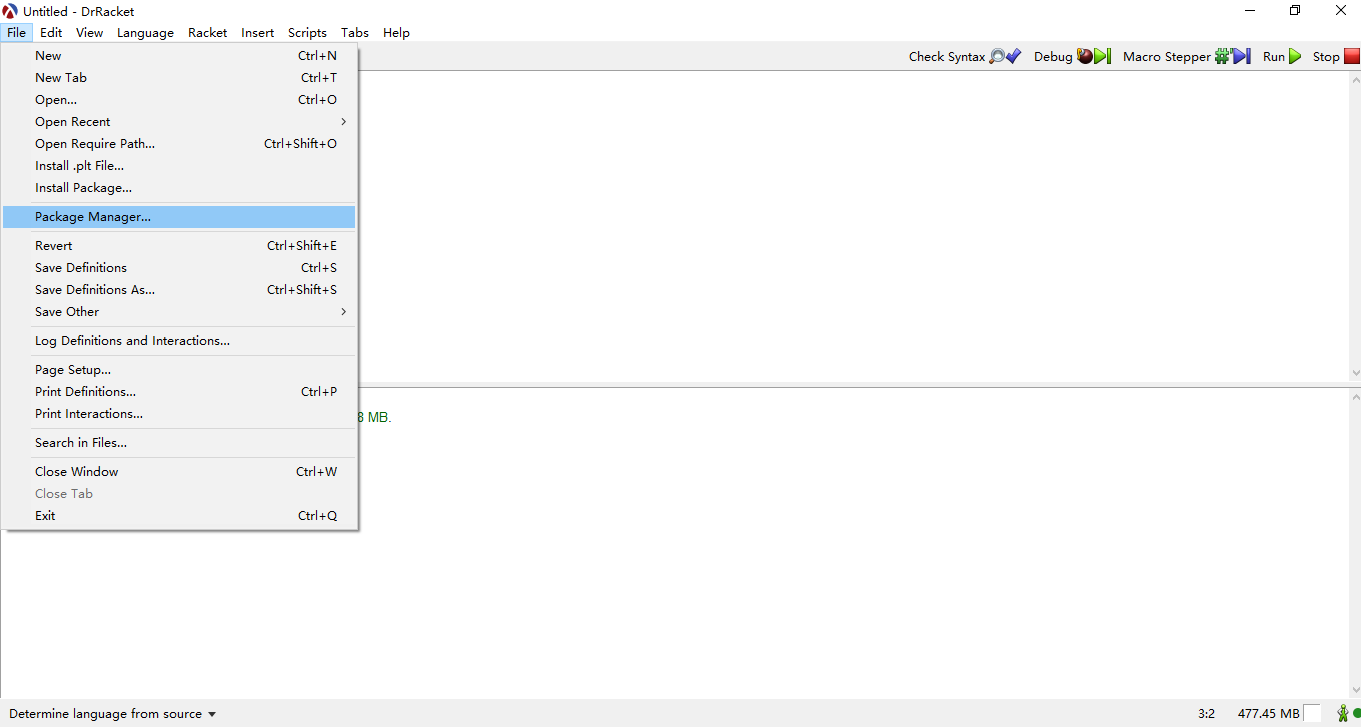 Untitled - DrRacket
File Edit View Language Racket Insert Scripts Tabs Help
Check Syntax Debug Macro Stepper Run Stop
New Ctrl+N
New Tab Ctrl+T
Open... Ctrl+O
Open Recent
Open Require Path... Ctrl+Shift+O
Install .plt File...
Install Package...
Package Manager...
Revert Ctrl+Shift+E
Save Definitions Ctrl+S
Save Definitions As... Ctrl+Shift+S
Save Other
Log Definitions and Interactions...
Page Setup...
Print Definitions... Ctrl+P
Print Interactions...
8 MB.
Search in Files...
Close Window Ctrl+W
Close Tab
Exit Ctrl+Q
Determine language from source 3:2 477.45 MB